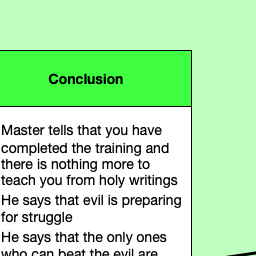 Conclusion
Master tells that you have
completed the training and
there is nothing more to
teach you from holy writings
He says that evil is preparing
for struggle
He says that the only ones
who can beat the evil are